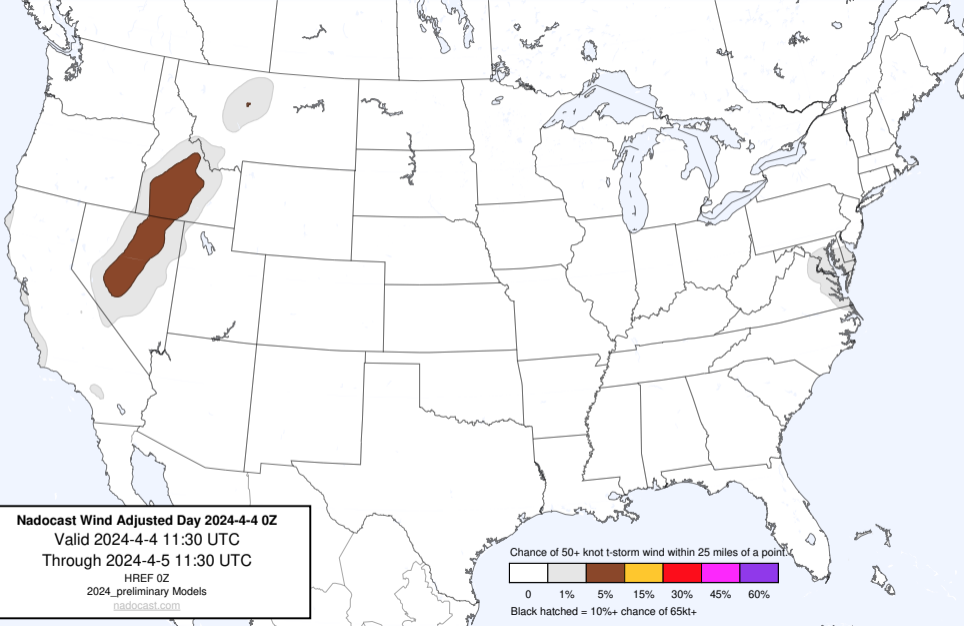 Nadocast Wind Adjusted Day 2024-4-4 0Z
Valid 2024-4-4 11:30 UTC
Through 2024-4-5 11:30 UTC
HREF 0Z
2024_preliminary Models
nadocast.com
Chance of 50+ knot t-storm wind within 25 miles of a point.
0 1% 5% 15% 30% 45% 60%
Black hatched = 10%+ chance of 65kt+